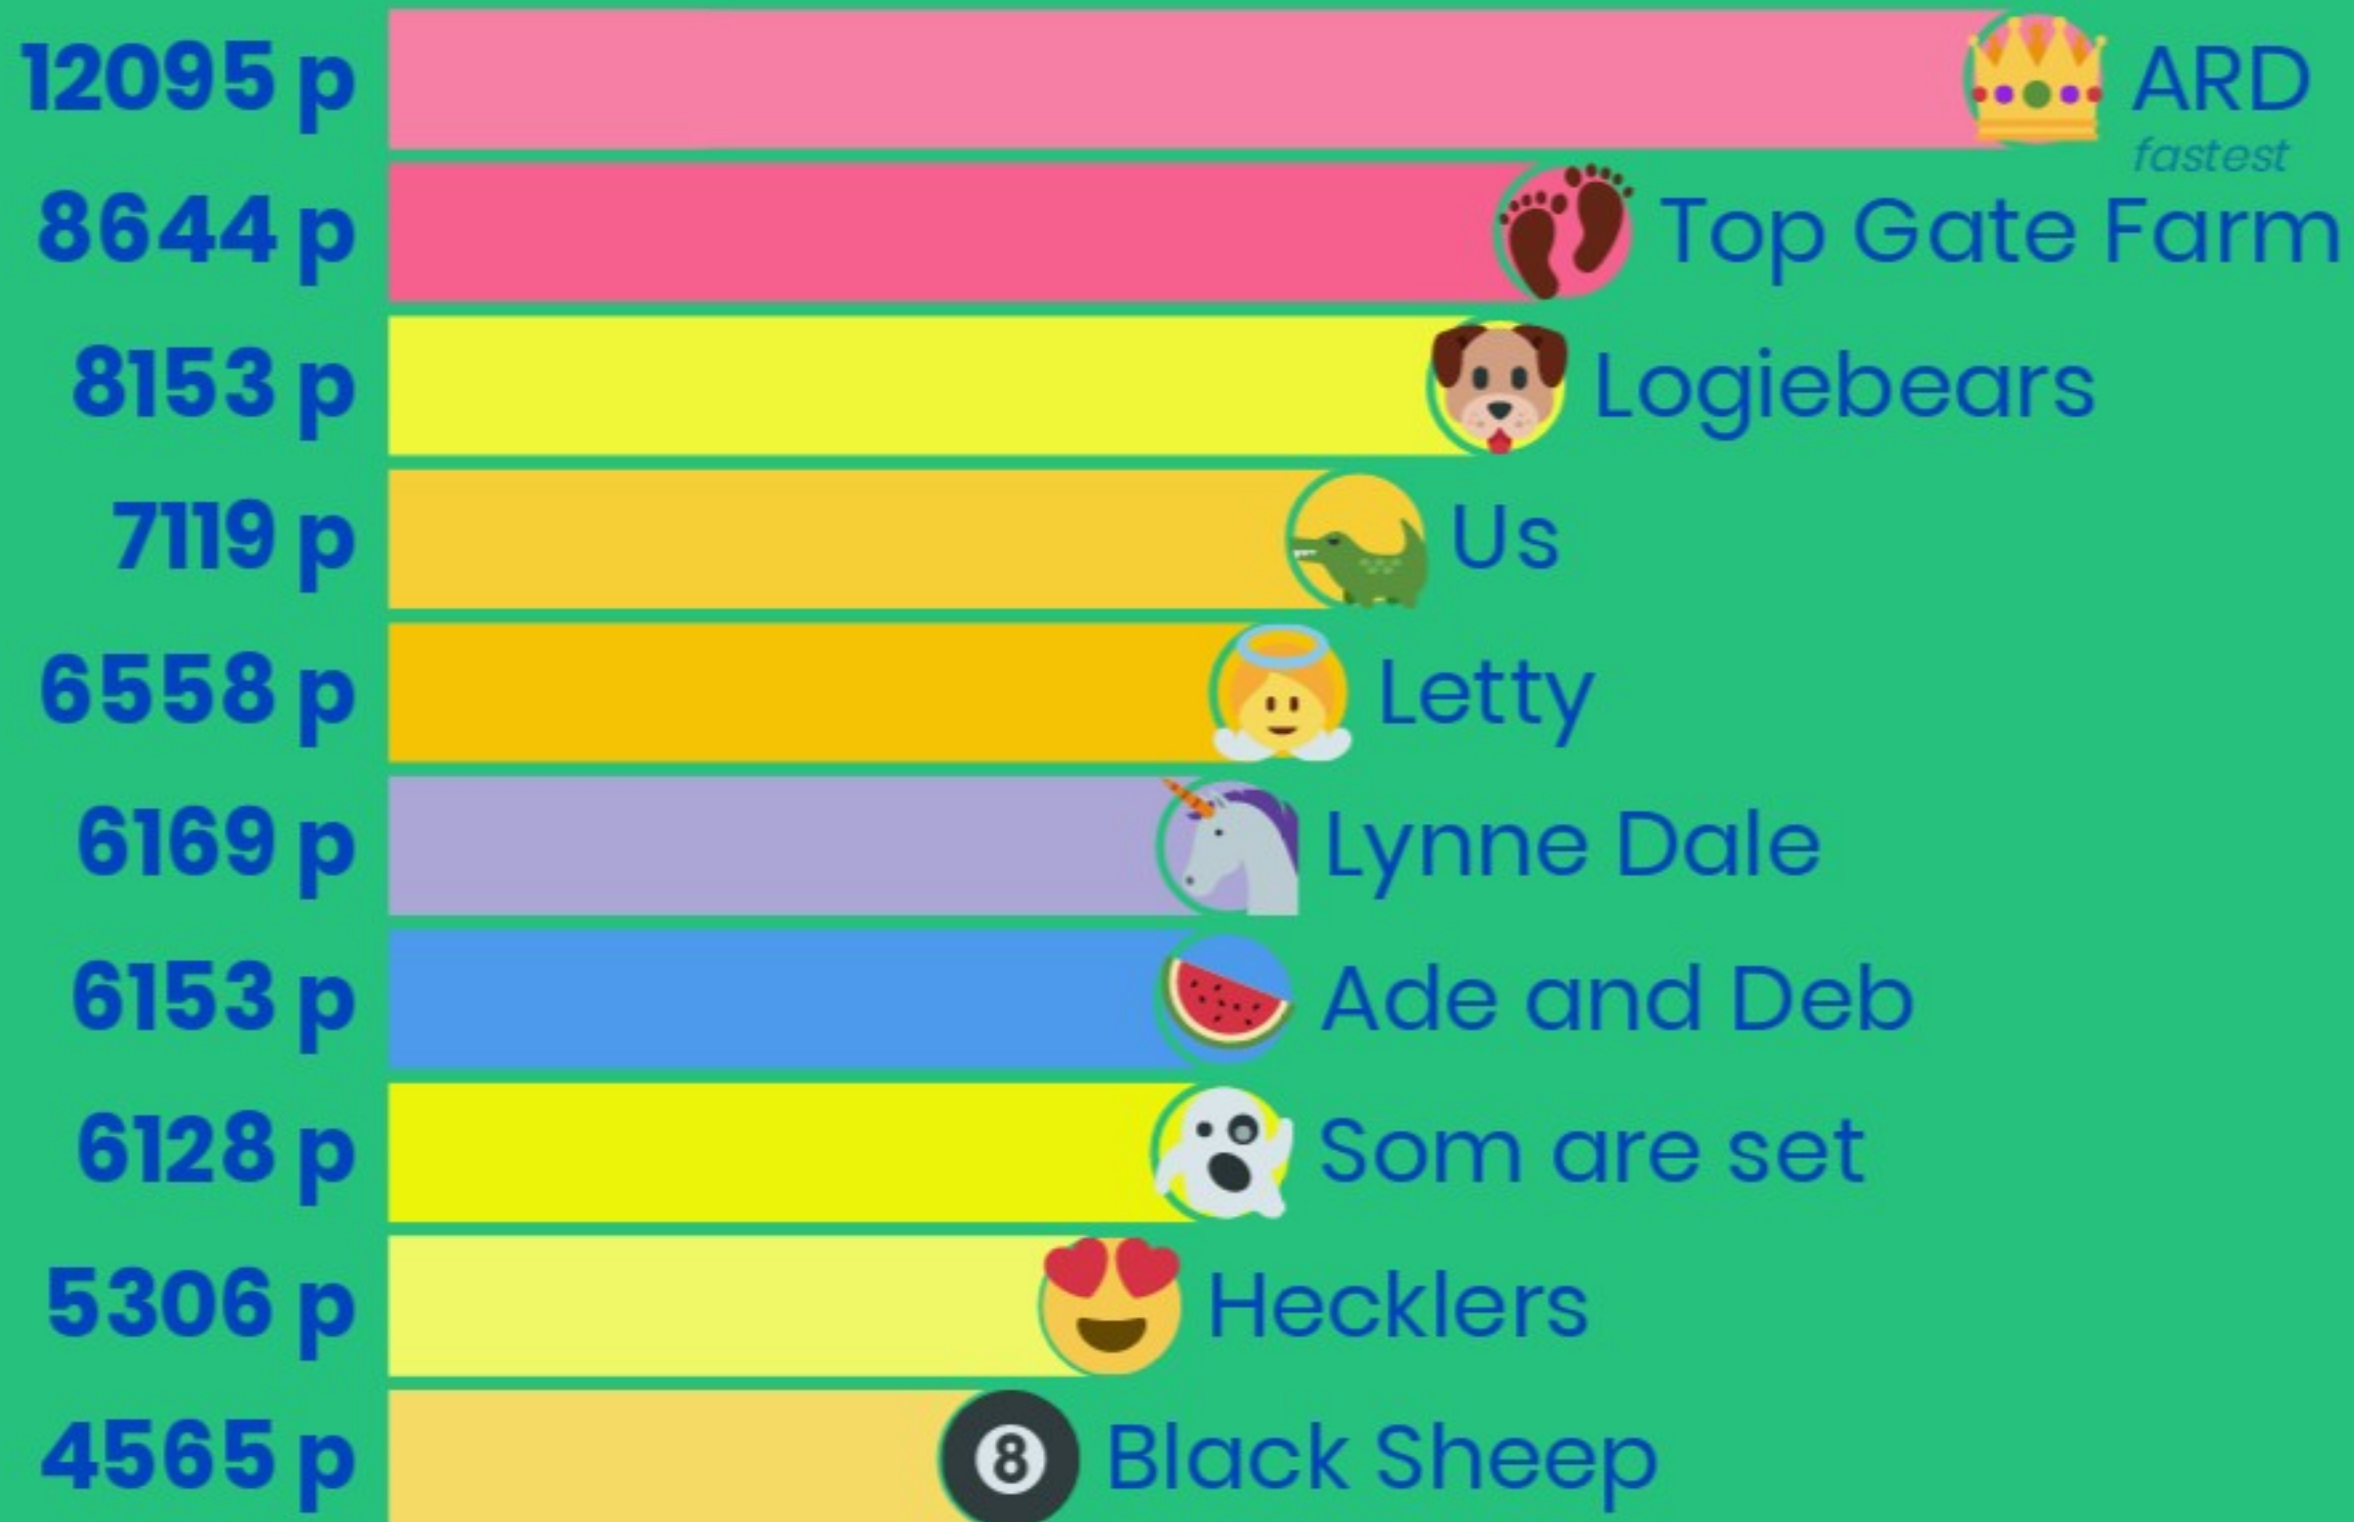 12095 p ARD
fastest
8644 p Top Gate Farm
8153 p Logiebears
7119 p Us
6558 p Letty
6169 p Lynne Dale
6153 p Ade and Deb
6128 p Som are set
5306 p Hecklers
4565 p 8 Black Sheep